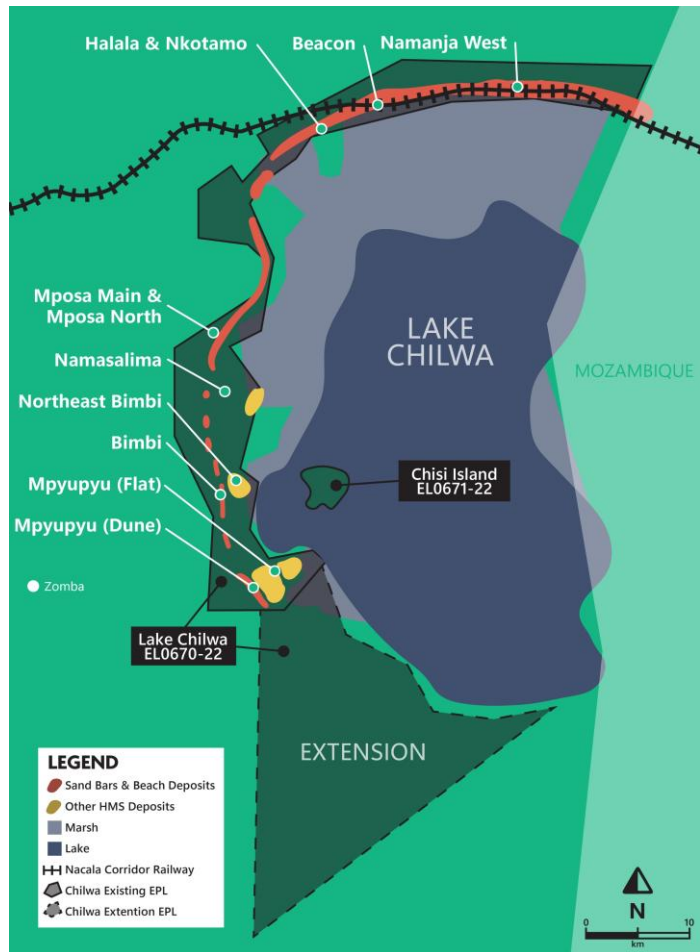 Halala & Nkotamo
Beacon
Namanja West
Mposa Main &
Mposa North
Namasalima
Northeast Bimbi
Bimbi
Mpyupyu (Flat)
Mpyupyu (Dune)
LAKE
CHILWA
MOZAMBIQUE
Chisi Island
EL0671-22
Zomba
Lake Chilwa
EL0670-22
EXTENSION
LEGEND
Sand Bars & Beach Deposits
Other HMS Deposits
Marsh
Lake
Nacala Corridor Railway
Chilwa Existing EPL
Chilwa Extention EPL
N
0
10
km